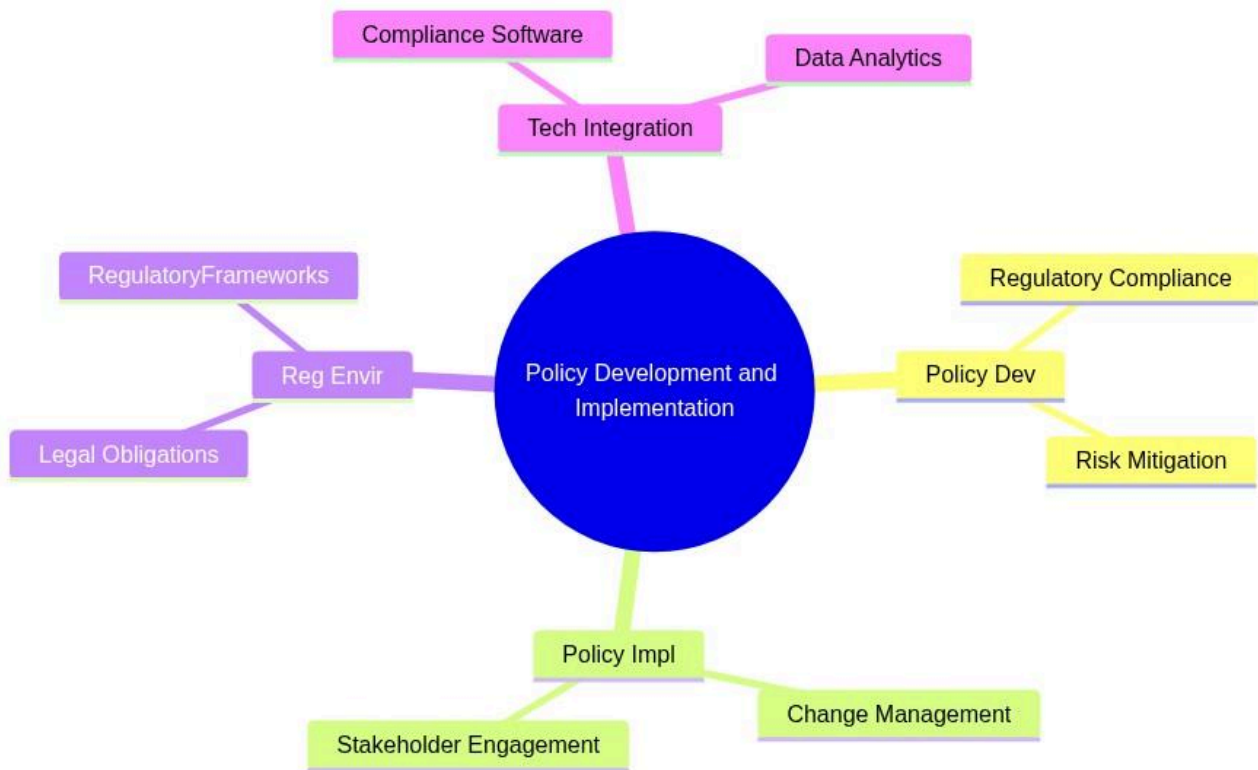 Compliance Software
Data Analytics
Tech Integration
RegulatoryFrameworks
Regulatory Compliance
Reg Envir
Policy Development and
Implementation
Policy Dev
Legal Obligations
Risk Mitigation
Policy Impl
Change Management
Stakeholder Engagement